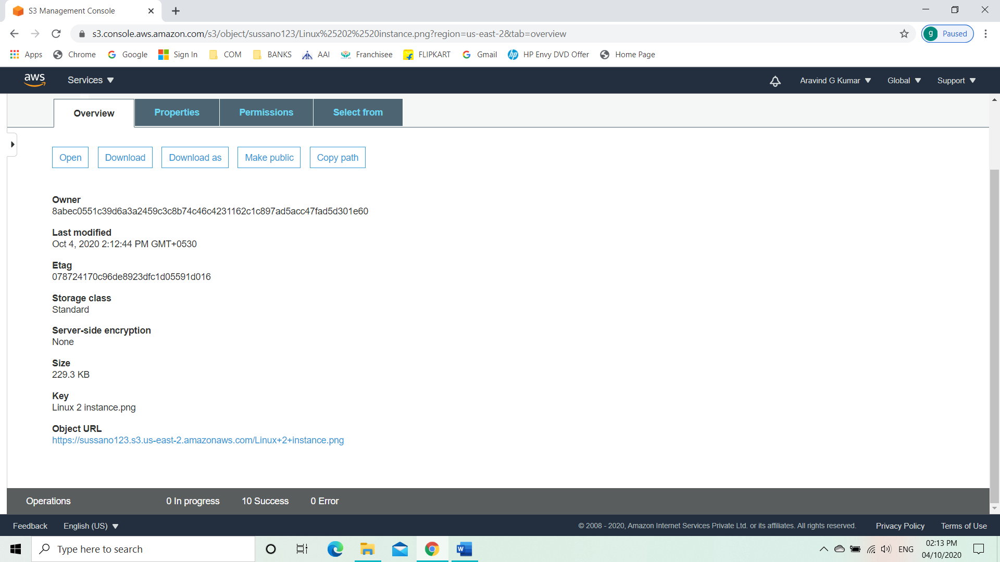 S3 Management Console
s3.console.aws.amazon.com/s3/object/sussano123/Linux%25202%2520instance.png?region=us-east-2&tab=overview
g Paused
Apps Chrome Google Sign In COM BANKS AAI Franchisee FLIPKART Gmail HP Envy DVD Offer Home Page
aws Services Aravind G Kumar Global Support
Overview Properties Permissions Select from
Open Download Download as Make public Copy path
Owner
8abec0551c39d6a3a2459c3c8b74c46c4231162c1c897ad5acc47fad5d301e60
Last modified
Oct 4, 2020 2:12:44 PM GMT+0530
Etag
078724170c96de8923dfc1d05591d016
Storage class
Standard
Server-side encryption
None
Size
229.3 KB
Key
Linux 2 instance.png
Object URL
https://sussano123.s3.us-east-2.amazonaws.com/Linux+2+instance.png
Operations 0 In progress 10 Success 0 Error
Feedback English (US) © 2008 - 2020, Amazon Internet Services Private Ltd. or its affiliates. All rights reserved. Privacy Policy Terms of Use
Type here to search
ENG
02:13 PM
04/10/2020